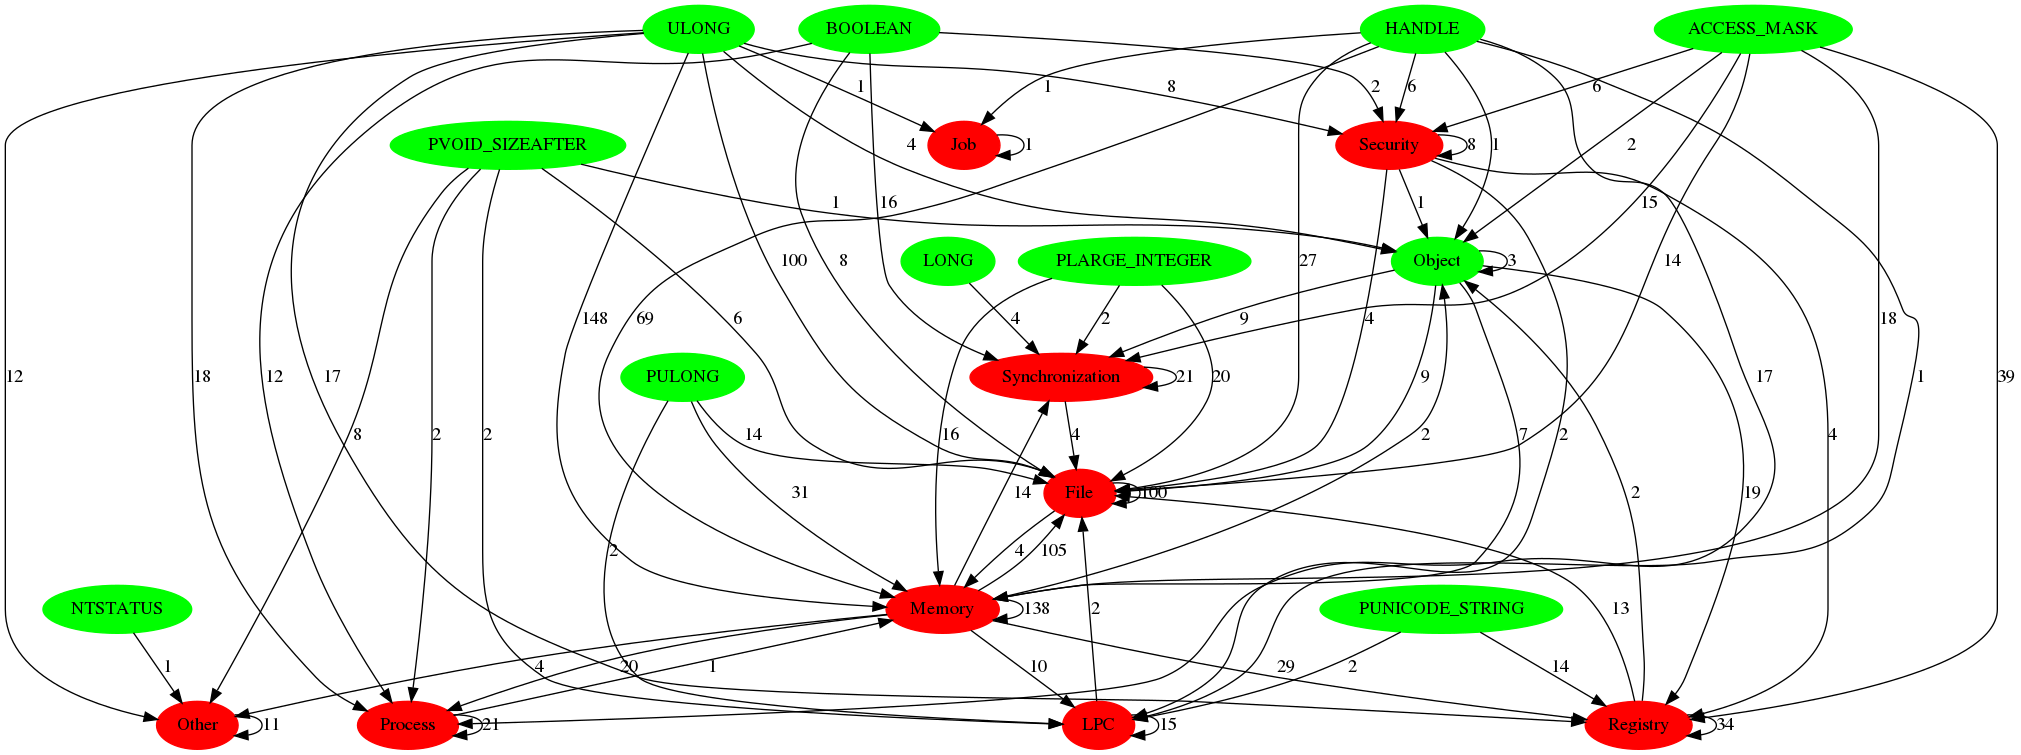 ULONG BOOLEAN HANDLE ACCESS_MASK
1 1 2 6 8 6
PVOID_SIZEAFTER Job 1 Security 8
4 1 2
1 16 1 15
LONG PLARGE_INTEGER Object 3
100 8 27 14
148 69 6 4 2 9 4 18
PULONG Synchronization 21
12 18 12 17 20 9 17 1 39
8 2 2 14 16 4 2 7 2 4
31 14 File 100 2 19
2 4 105
NTSTATUS Memory 138 PUNICODE_STRING
2 13
1 4 20 1 10 29 2 14
Other 11 Process 21 LPC 15 Registry 34